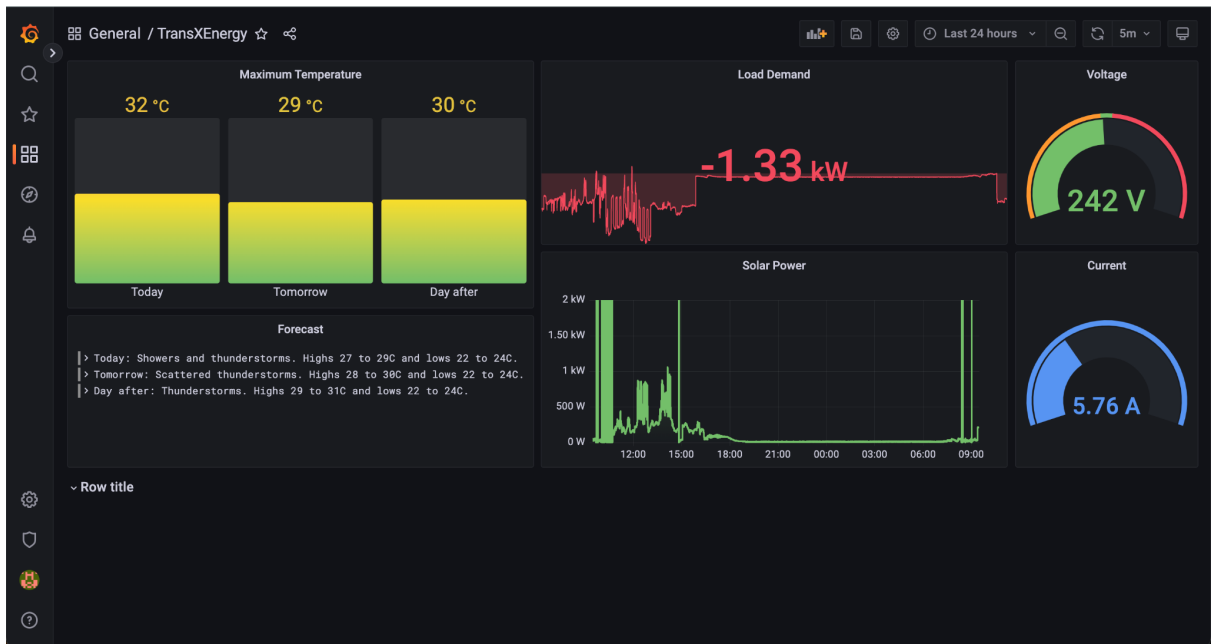 General / TransXEnergy
Last 24 hours
5m
Maximum Temperature
32 °C
29 °C
30 °C
Today
Tomorrow
Day after
Load Demand
-1.33 kW
Voltage
242 V
Forecast
> Today: Showers and thunderstorms. Highs 27 to 29C and lows 22 to 24C.
> Tomorrow: Scattered thunderstorms. Highs 28 to 30C and lows 22 to 24C.
> Day after: Thunderstorms. Highs 29 to 31C and lows 22 to 24C.
Solar Power
2 kW
1.50 kW
1 kW
500 W
0 W
12:00 15:00 18:00 21:00 00:00 03:00 06:00 09:00
Current
5.76 A
Row title